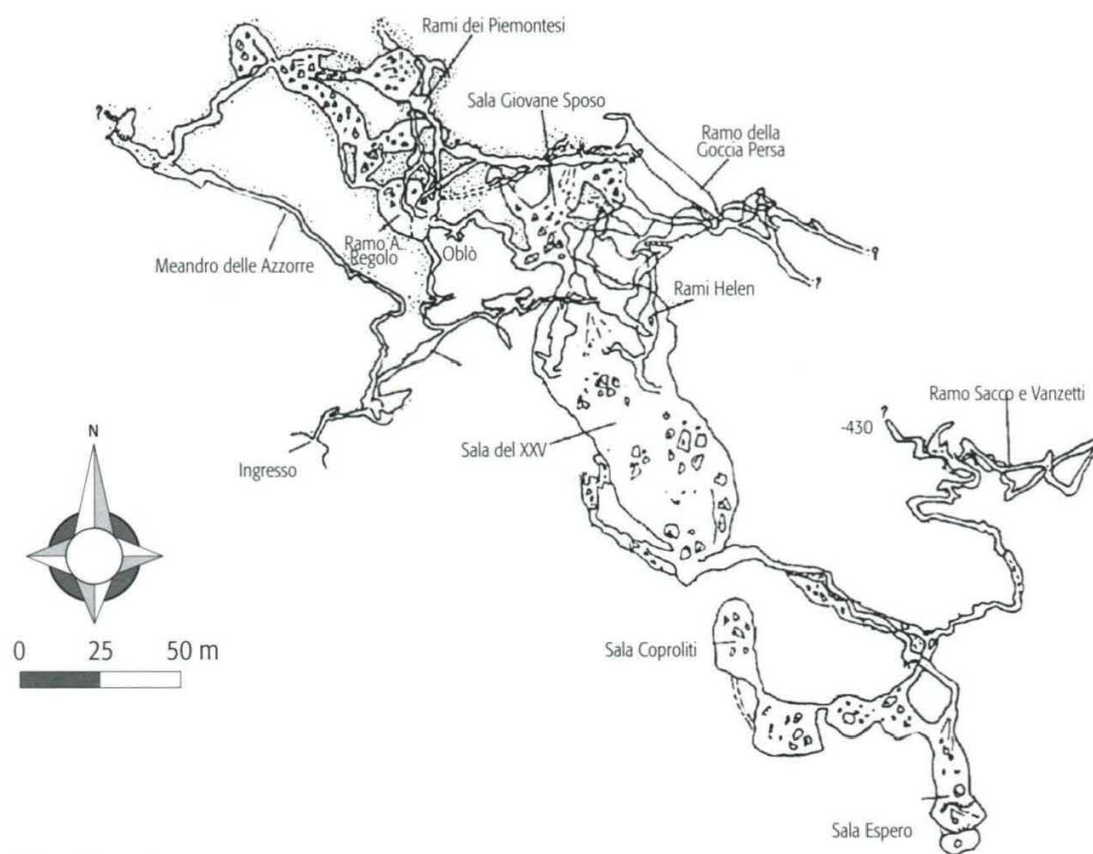 Rami dei Piemontesi
Sala Giovane Sposo
Ramo della
Goccia Persa
?
Ramo A.
Regolo
Oblò
Meandro delle Azzorre
?
?
Rami Helen
Ramo Sacco e Vanzetti
?
-430
Sala del XXV
Ingresso
N
0 25 50 m
Sala Coproliti
Sala Espero